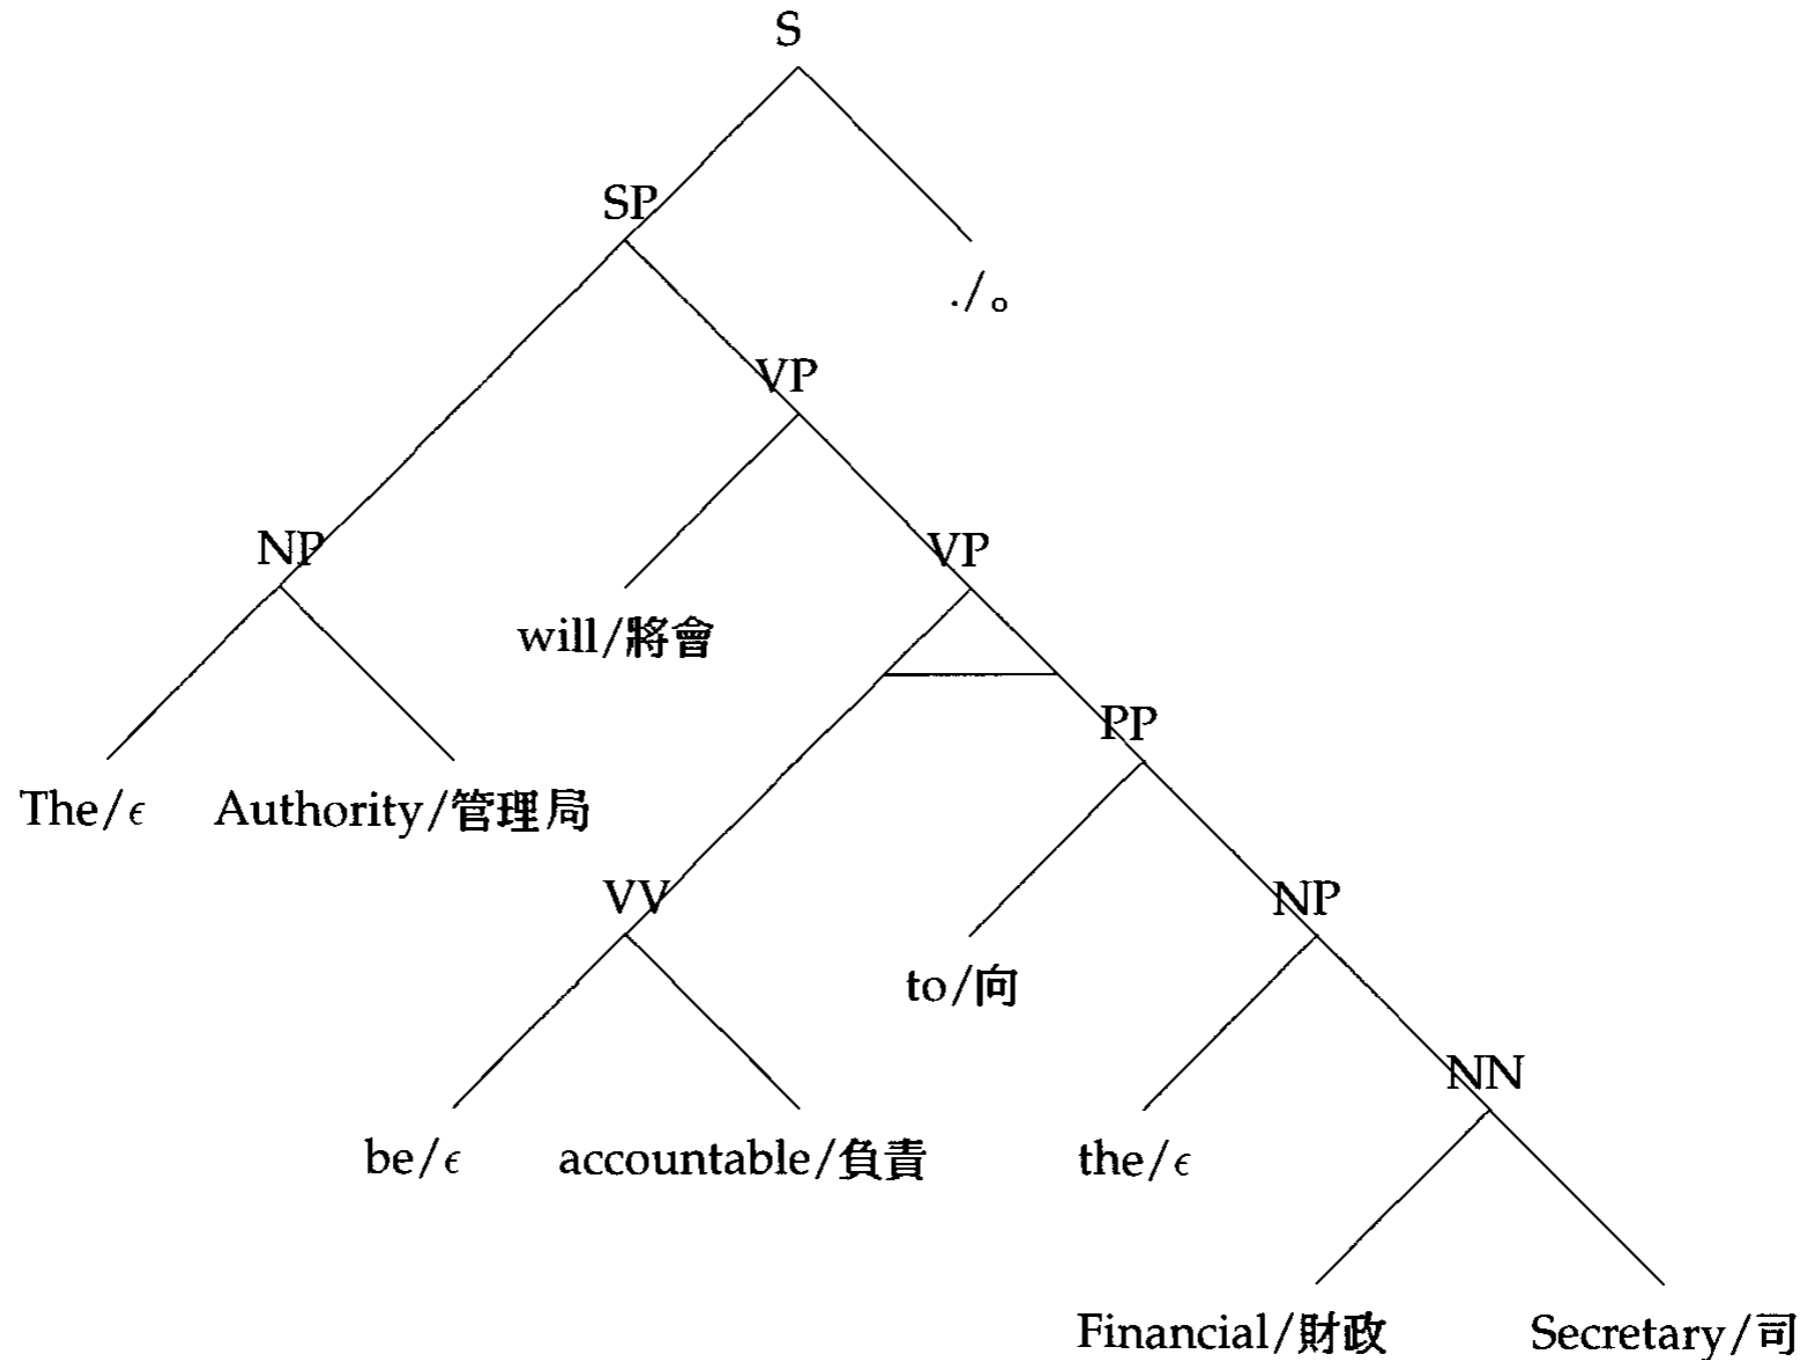 S
SP
./。
VP
NP
VP
will/將會
PP
The/ϵ Authority/管理局
VV
NP
to/向
NN
be/ϵ accountable/負責 the/ϵ
Financial/財政 Secretary/司